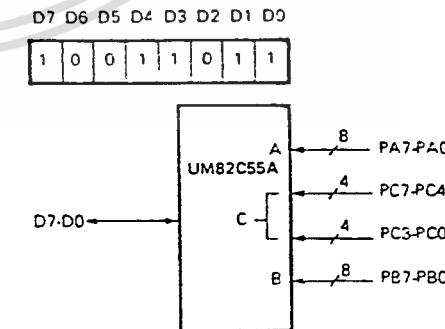 D7 D6 D5 D4 D3 D2 D1 D0
1 0 0 1 1 0 1 1
A 8 PA7-PA0
UM82C55A
4 PC7-PC4
D7-D0 C
4 PC3-PC0
B 8 PB7-PB0